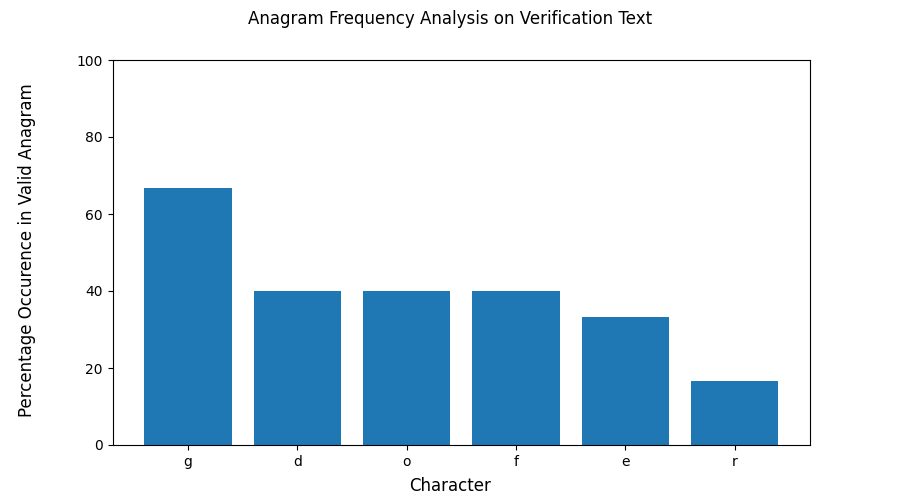 Anagram Frequency Analysis on Verification Text
Percentage Occurence in Valid Anagram
100
80
60
40
20
0
g d o f e r
Character